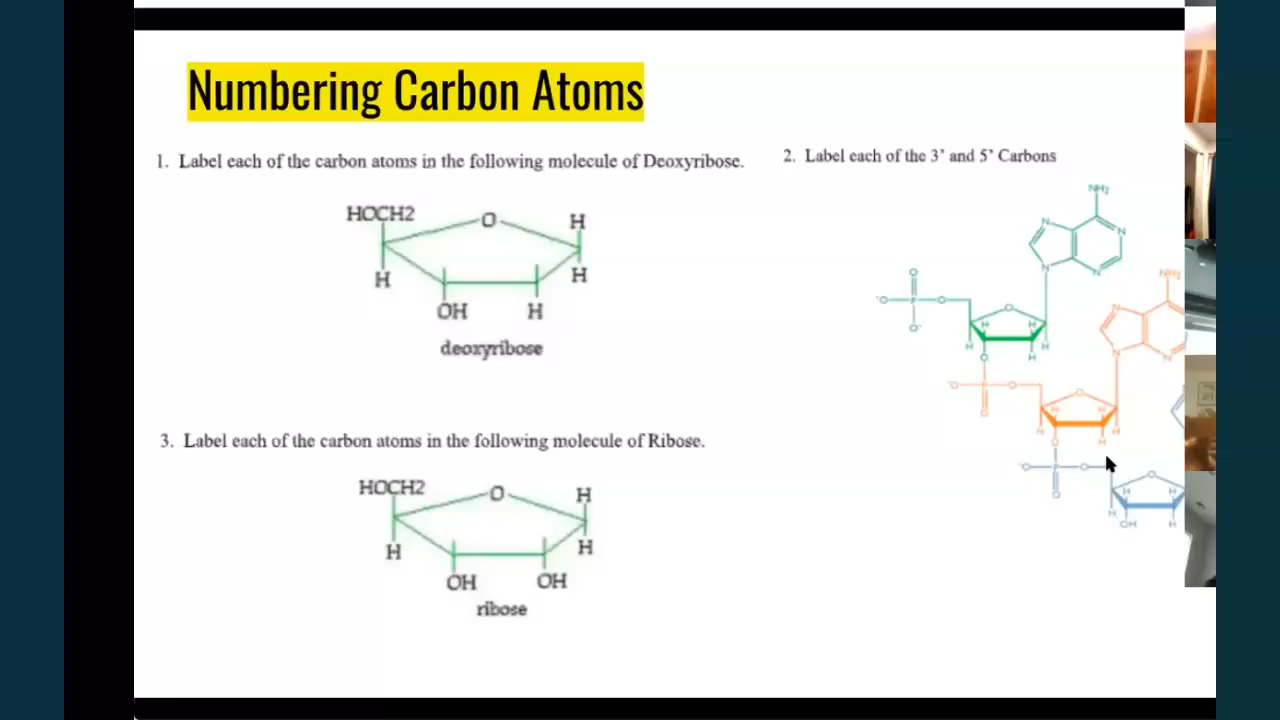 Numbering Carbon Atoms
1. Label each of the carbon atoms in the following molecule of Deoxyribose.
HOCH2
O
H
H
H
OH
H
deoxyribose
2. Label each of the 3' and 5' Carbons
NH2
N
N
N
N
O
-O
P
O
O-
H
H
H
H
H
O
NH2
N
N
N
-O
P
O
O
O
H
H
H
H
H
O
-O
P
O
O
O
H
H
H
OH
H
3. Label each of the carbon atoms in the following molecule of Ribose.
HOCH2
O
H
H
H
OH
OH
ribose